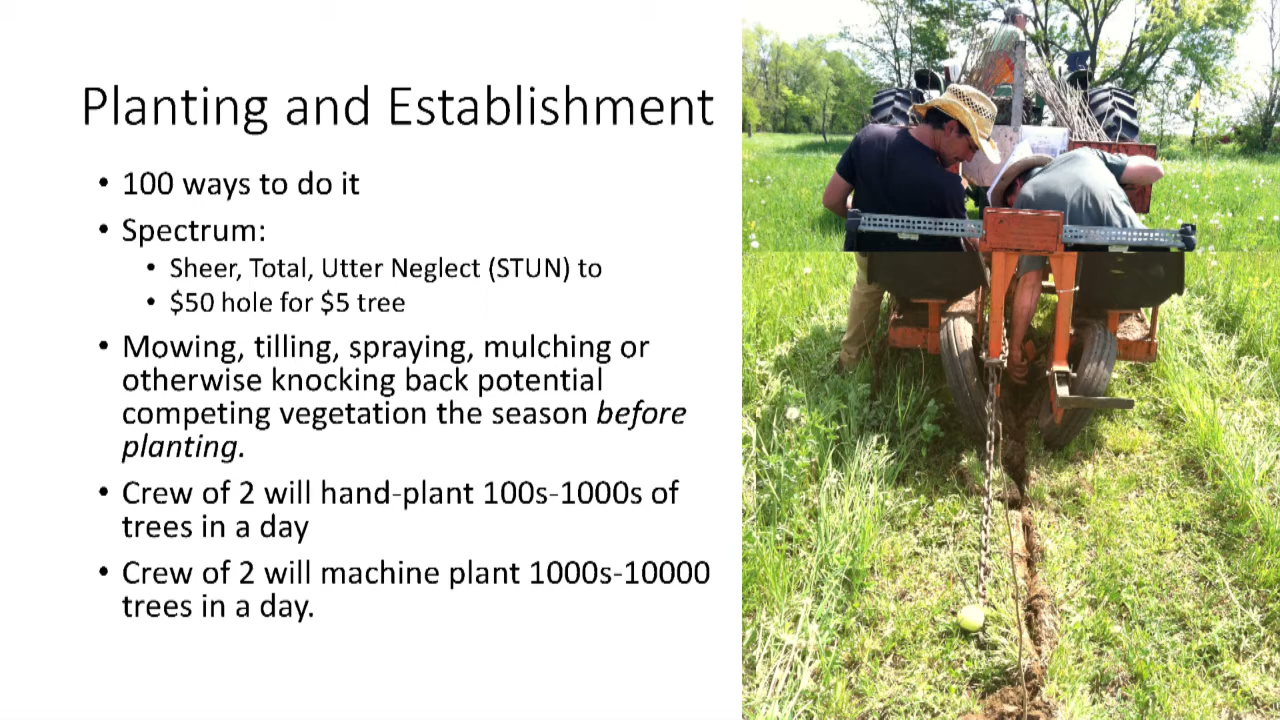 Planting and Establishment
• 100 ways to do it
• Spectrum:
• Sheer, Total, Utter Neglect (STUN) to
• $50 hole for $5 tree
• Mowing, tilling, spraying, mulching or
otherwise knocking back potential
competing vegetation the season before
planting.
• Crew of 2 will hand-plant 100s-1000s of
trees in a day
• Crew of 2 will machine plant 1000s-10000
trees in a day.